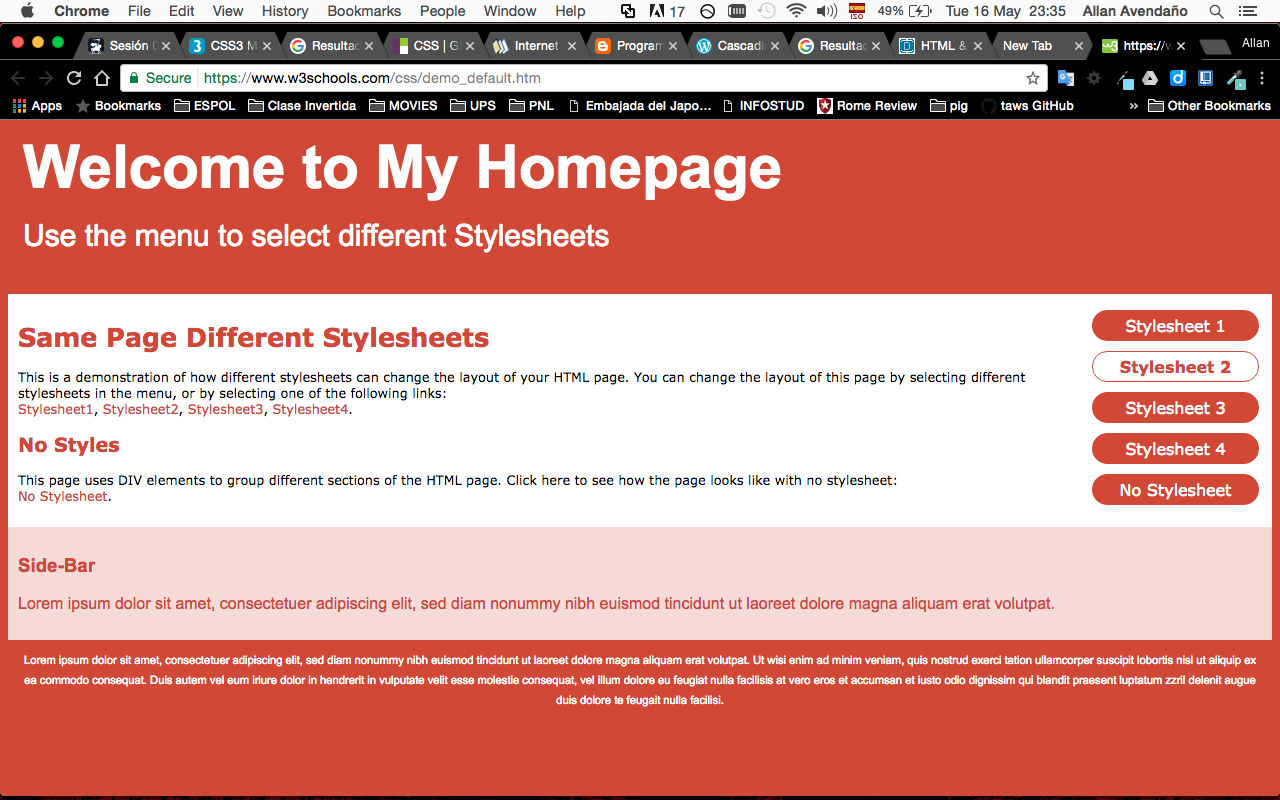 Chrome File Edit View History Bookmarks People Window Help 17 ISO 49% Tue 16 May 23:35 Allan Avendaño
Sesión CSS3 M Resultac CSS | G Internet Program Cascadi Resulta HTML & New Tab https://w Allan
Secure https://www.w3schools.com/css/demo_default.htm
Apps Bookmarks ESPOL Clase Invertida MOVIES UPS PNL Embajada del Japo... INFOSTUD Rome Review pig taws GitHub » Other Bookmarks
Welcome to My Homepage
Use the menu to select different Stylesheets
Same Page Different Stylesheets
This is a demonstration of how different stylesheets can change the layout of your HTML page. You can change the layout of this page by selecting different
stylesheets in the menu, or by selecting one of the following links:
Stylesheet1, Stylesheet2, Stylesheet3, Stylesheet4.
No Styles
This page uses DIV elements to group different sections of the HTML page. Click here to see how the page looks like with no stylesheet:
No Stylesheet.
Stylesheet 1
Stylesheet 2
Stylesheet 3
Stylesheet 4
No Stylesheet
Side-Bar
Lorem ipsum dolor sit amet, consectetuer adipiscing elit, sed diam nonummy nibh euismod tincidunt ut laoreet dolore magna aliquam erat volutpat.
Lorem ipsum dolor sit amet, consectetuer adipiscing elit, sed diam nonummy nibh euismod tincidunt ut laoreet dolore magna aliquam erat volutpat. Ut wisi enim ad minim veniam, quis nostrud exerci tation ullamcorper suscipit lobortis nisl ut aliquip ex
ea commodo consequat. Duis autem vel eum iriure dolor in hendrerit in vulputate velit esse molestie consequat, vel illum dolore eu feugiat nulla facilisis at vero eros et accumsan et iusto odio dignissim qui blandit praesent luptatum zzril delenit augue
duis dolore te feugait nulla facilisi.